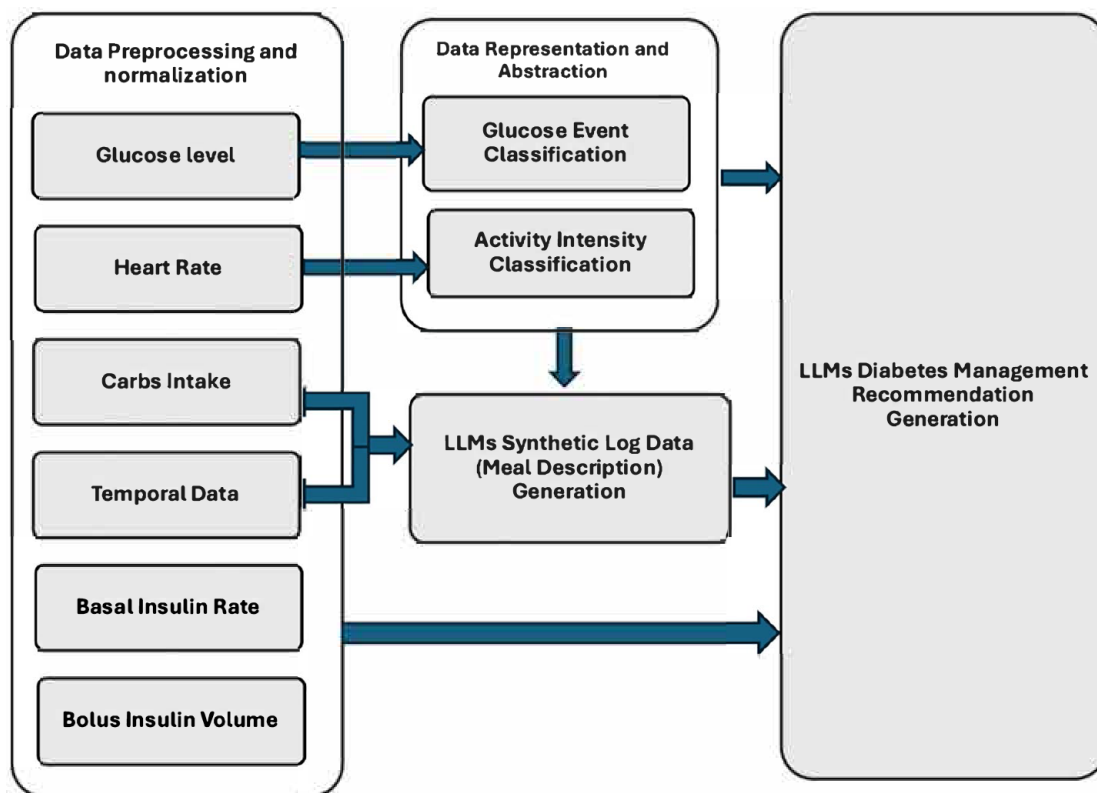 Data Preprocessing and
normalization
Glucose level
Heart Rate
Carbs Intake
Temporal Data
Basal Insulin Rate
Bolus Insulin Volume
Data Representation and
Abstraction
Glucose Event
Classification
Activity Intensity
Classification
LLMs Synthetic Log Data
(Meal Description)
Generation
LLMs Diabetes Management
Recommendation
Generation